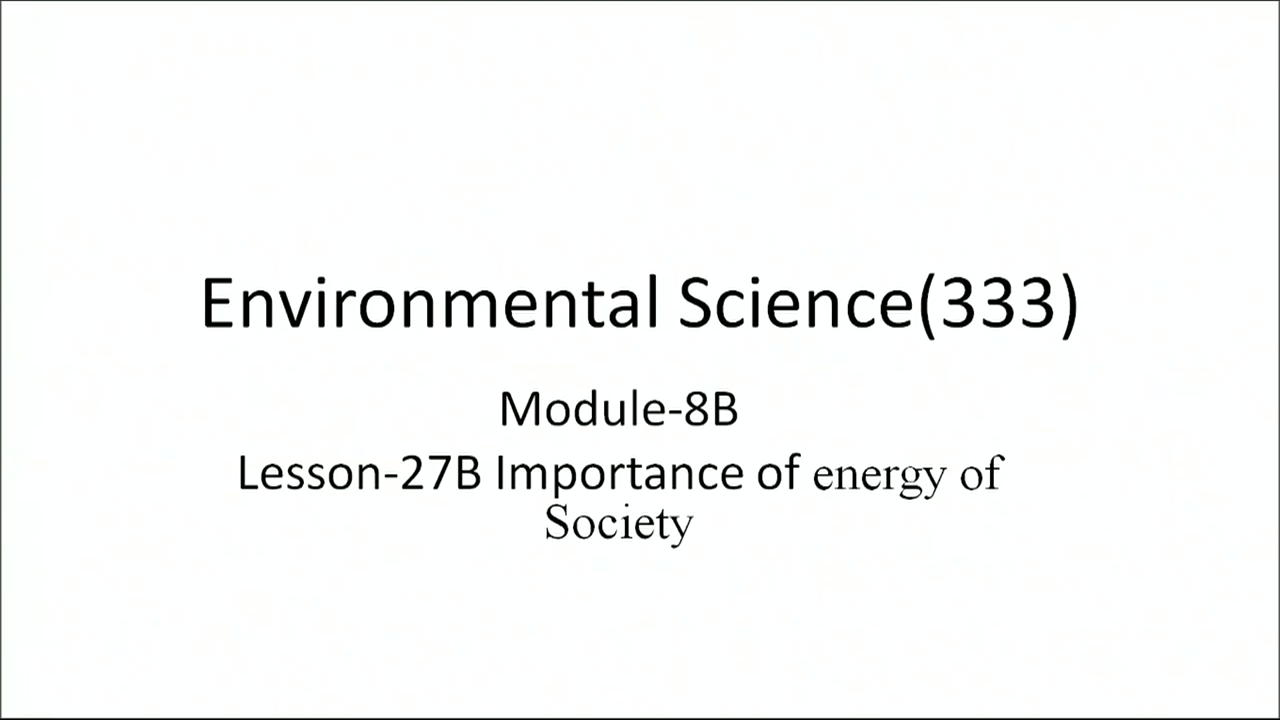 Environmental Science(333)
Module-8B
Lesson-27B Importance of energy of
Society